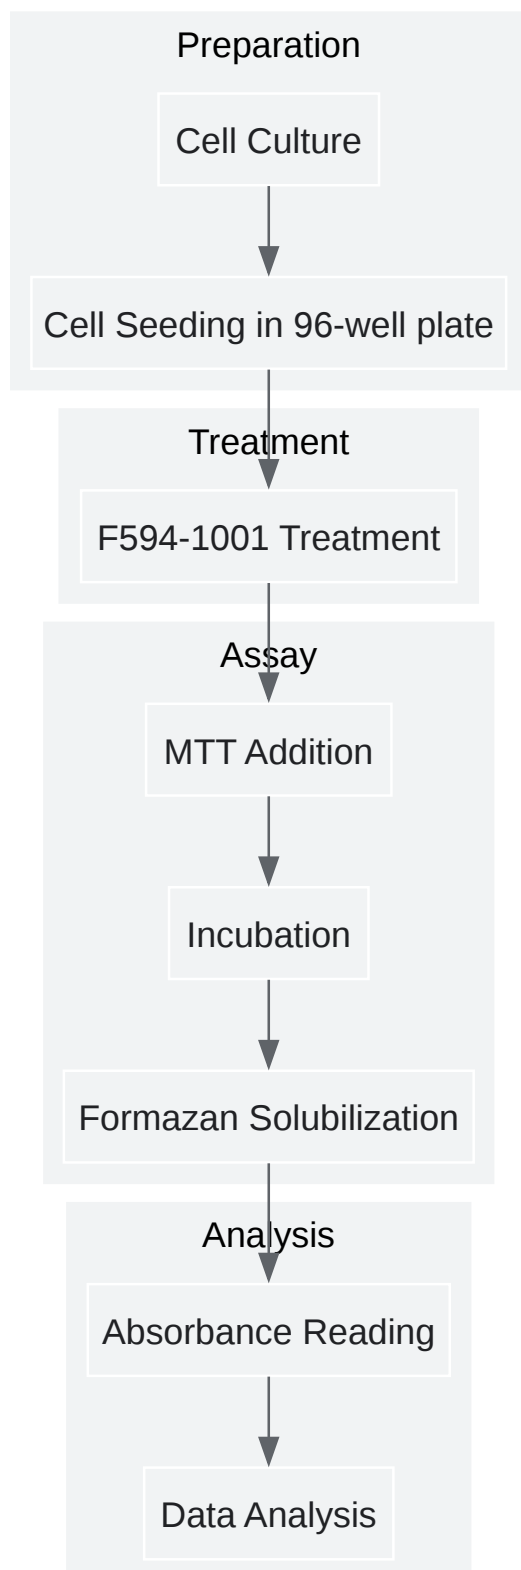 Preparation
Cell Culture
Cell Seeding in 96-well plate
Treatment
F594-1001 Treatment
Assay
MTT Addition
Incubation
Formazan Solubilization
Analysis
Absorbance Reading
Data Analysis